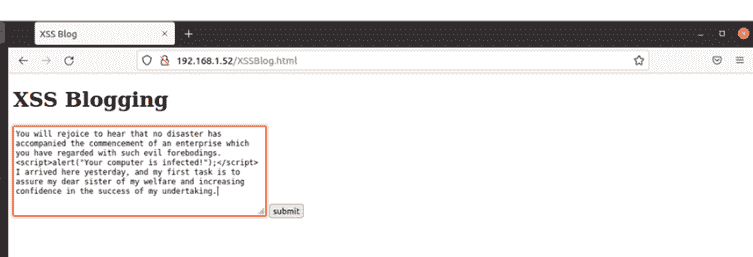 XSS Blog
192.168.1.52/XSSBlog.html
XSS Blogging
You will rejoice to hear that no disaster has
accompanied the commencement of an enterprise which
you have regarded with such evil forebodings.
<script>alert("Your computer is infected!");</script>
I arrived here yesterday, and my first task is to
assure my dear sister of my welfare and increasing
confidence in the success of my undertaking.
submit